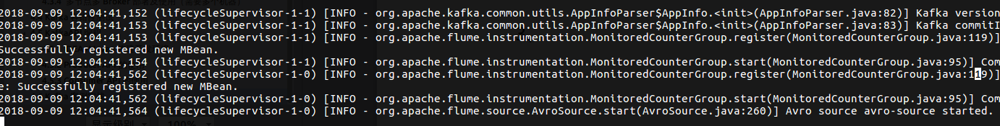 2018-09-09 12:04:41,152 (lifecycleSupervisor-1-1) [INFO - org.apache.kafka.common.utils.AppInfoParser$AppInfo.<init>(AppInfoParser.java:82)] Kafka version
2018-09-09 12:04:41,153 (lifecycleSupervisor-1-1) [INFO - org.apache.kafka.common.utils.AppInfoParser$AppInfo.<init>(AppInfoParser.java:83)] Kafka commitI
2018-09-09 12:04:41,153 (lifecycleSupervisor-1-1) [INFO - org.apache.flume.instrumentation.MonitoredCounterGroup.register(MonitoredCounterGroup.java:119)]
Successfully registered new MBean.
2018-09-09 12:04:41,154 (lifecycleSupervisor-1-1) [INFO - org.apache.flume.instrumentation.MonitoredCounterGroup.start(MonitoredCounterGroup.java:95)] Com
2018-09-09 12:04:41,562 (lifecycleSupervisor-1-0) [INFO - org.apache.flume.instrumentation.MonitoredCounterGroup.register(MonitoredCounterGroup.java:119)]
e: Successfully registered new MBean.
2018-09-09 12:04:41,562 (lifecycleSupervisor-1-0) [INFO - org.apache.flume.instrumentation.MonitoredCounterGroup.start(MonitoredCounterGroup.java:95)] Com
2018-09-09 12:04:41,564 (lifecycleSupervisor-1-0) [INFO - org.apache.flume.source.AvroSource.start(AvroSource.java:260)] Avro source avro-source started.
显示级别 100%